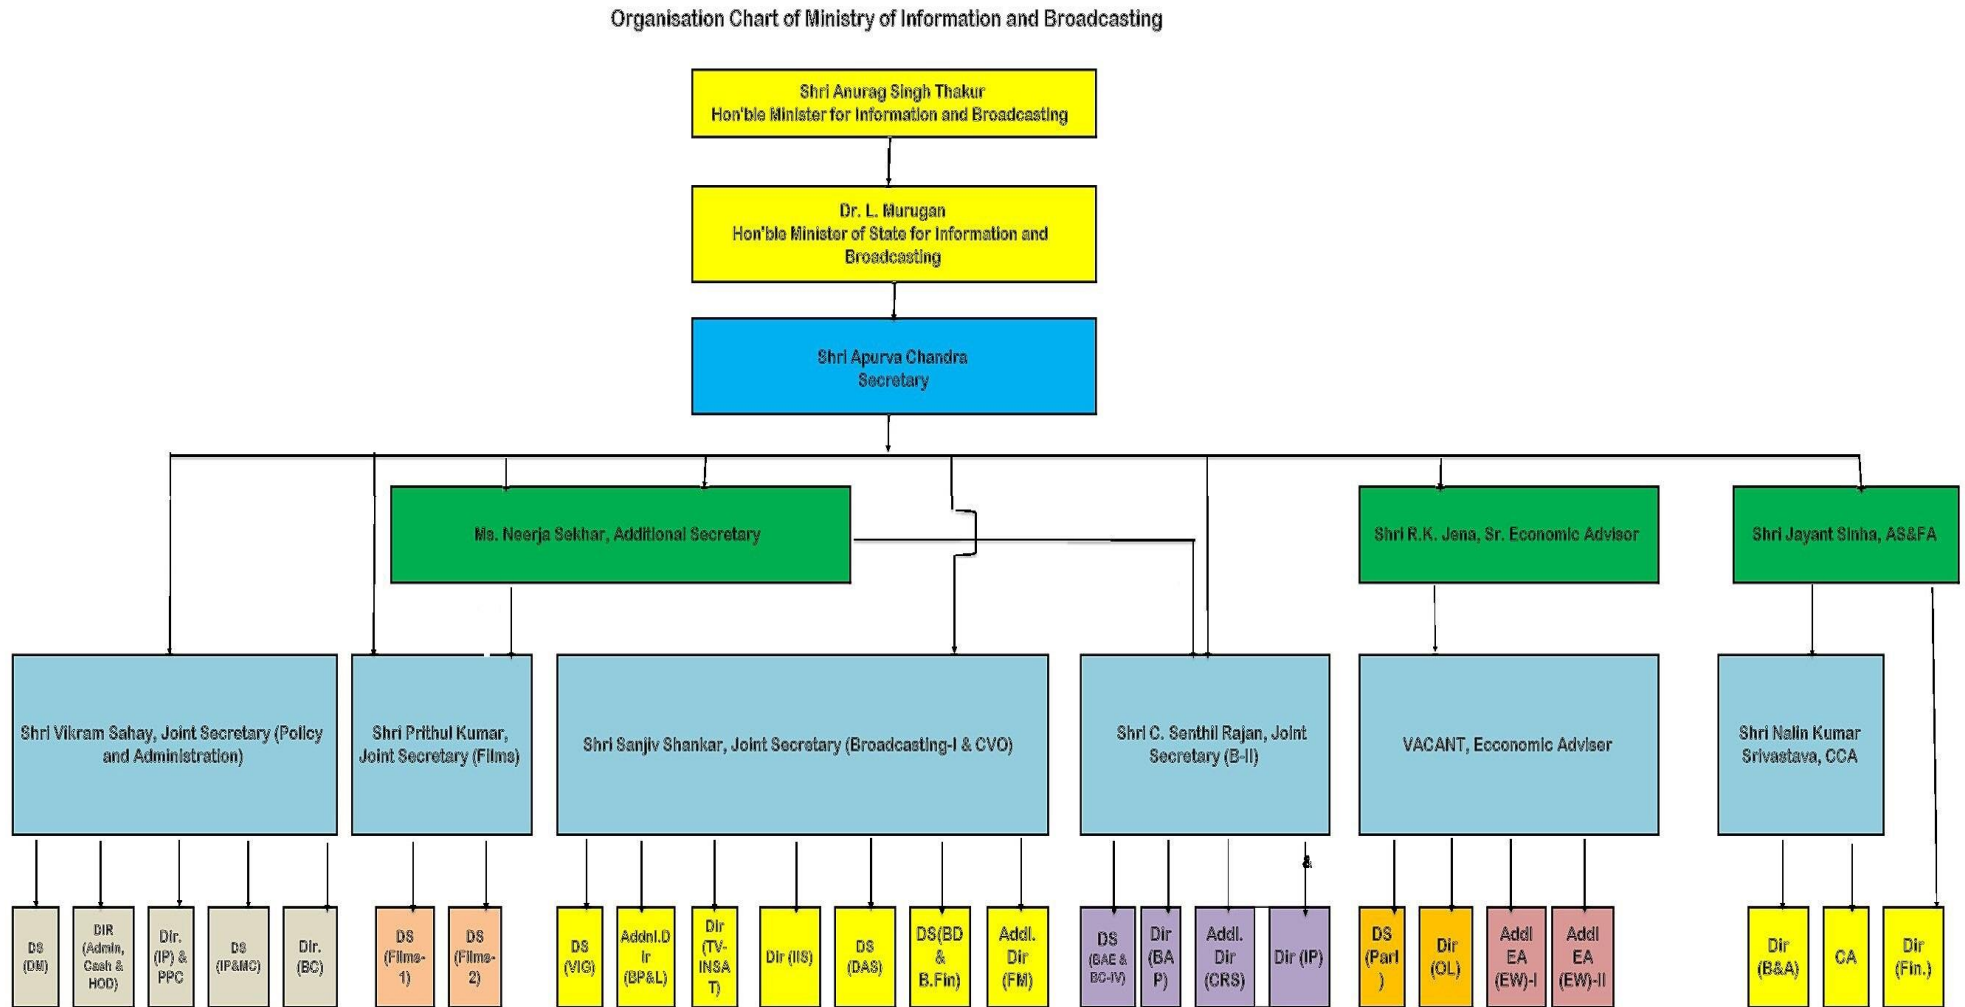 Organisation Chart of Ministry of Information and Broadcasting
Shri Anurag Singh Thakur
Hon'ble Minister for Information and Broadcasting
Dr. L. Murugan
Hon'ble Minister of State for Information and
Broadcasting
Shri Apurva Chandra
Secretary
Ms. Neerja Sekhar, Additional Secretary
Shri R.K. Jena, Sr. Economic Advisor
Shri Jayant Sinha, AS&FA
Shri Vikram Sahay, Joint Secretary (Policy
and Administration)
Shri Prithul Kumar,
Joint Secretary (Films)
Shri Sanjiv Shankar, Joint Secretary (Broadcasting-I & CVO)
Shri C. Senthil Rajan, Joint
Secretary (B-II)
VACANT, Ecconomic Adviser
Shri Nalin Kumar
Srivastava, CCA
&
DS
(DM)
DIR
(Admin,
Cash &
HOD)
Dir.
(IP) &
PPC
DS
(IP&MC)
Dir.
(BC)
DS
(Films-
1)
DS
(Films-
2)
DS
(VIG)
Addnl.D
ir
(BP&L)
Dir
(TV-
INSA
T)
Dir (IIS)
DS
(DAS)
DS(BD
&
B.Fin)
Addl.
Dir
(FM)
DS
(BAE &
BC-IV)
Dir
(BA
P)
Addl.
Dir
(CRS)
Dir (IP)
DS
(Parl
)
Dir
(OL)
Addl
EA
(EW)-I
Addl
EA
(EW)-II
Dir
(B&A)
CA
Dir
(Fin.)